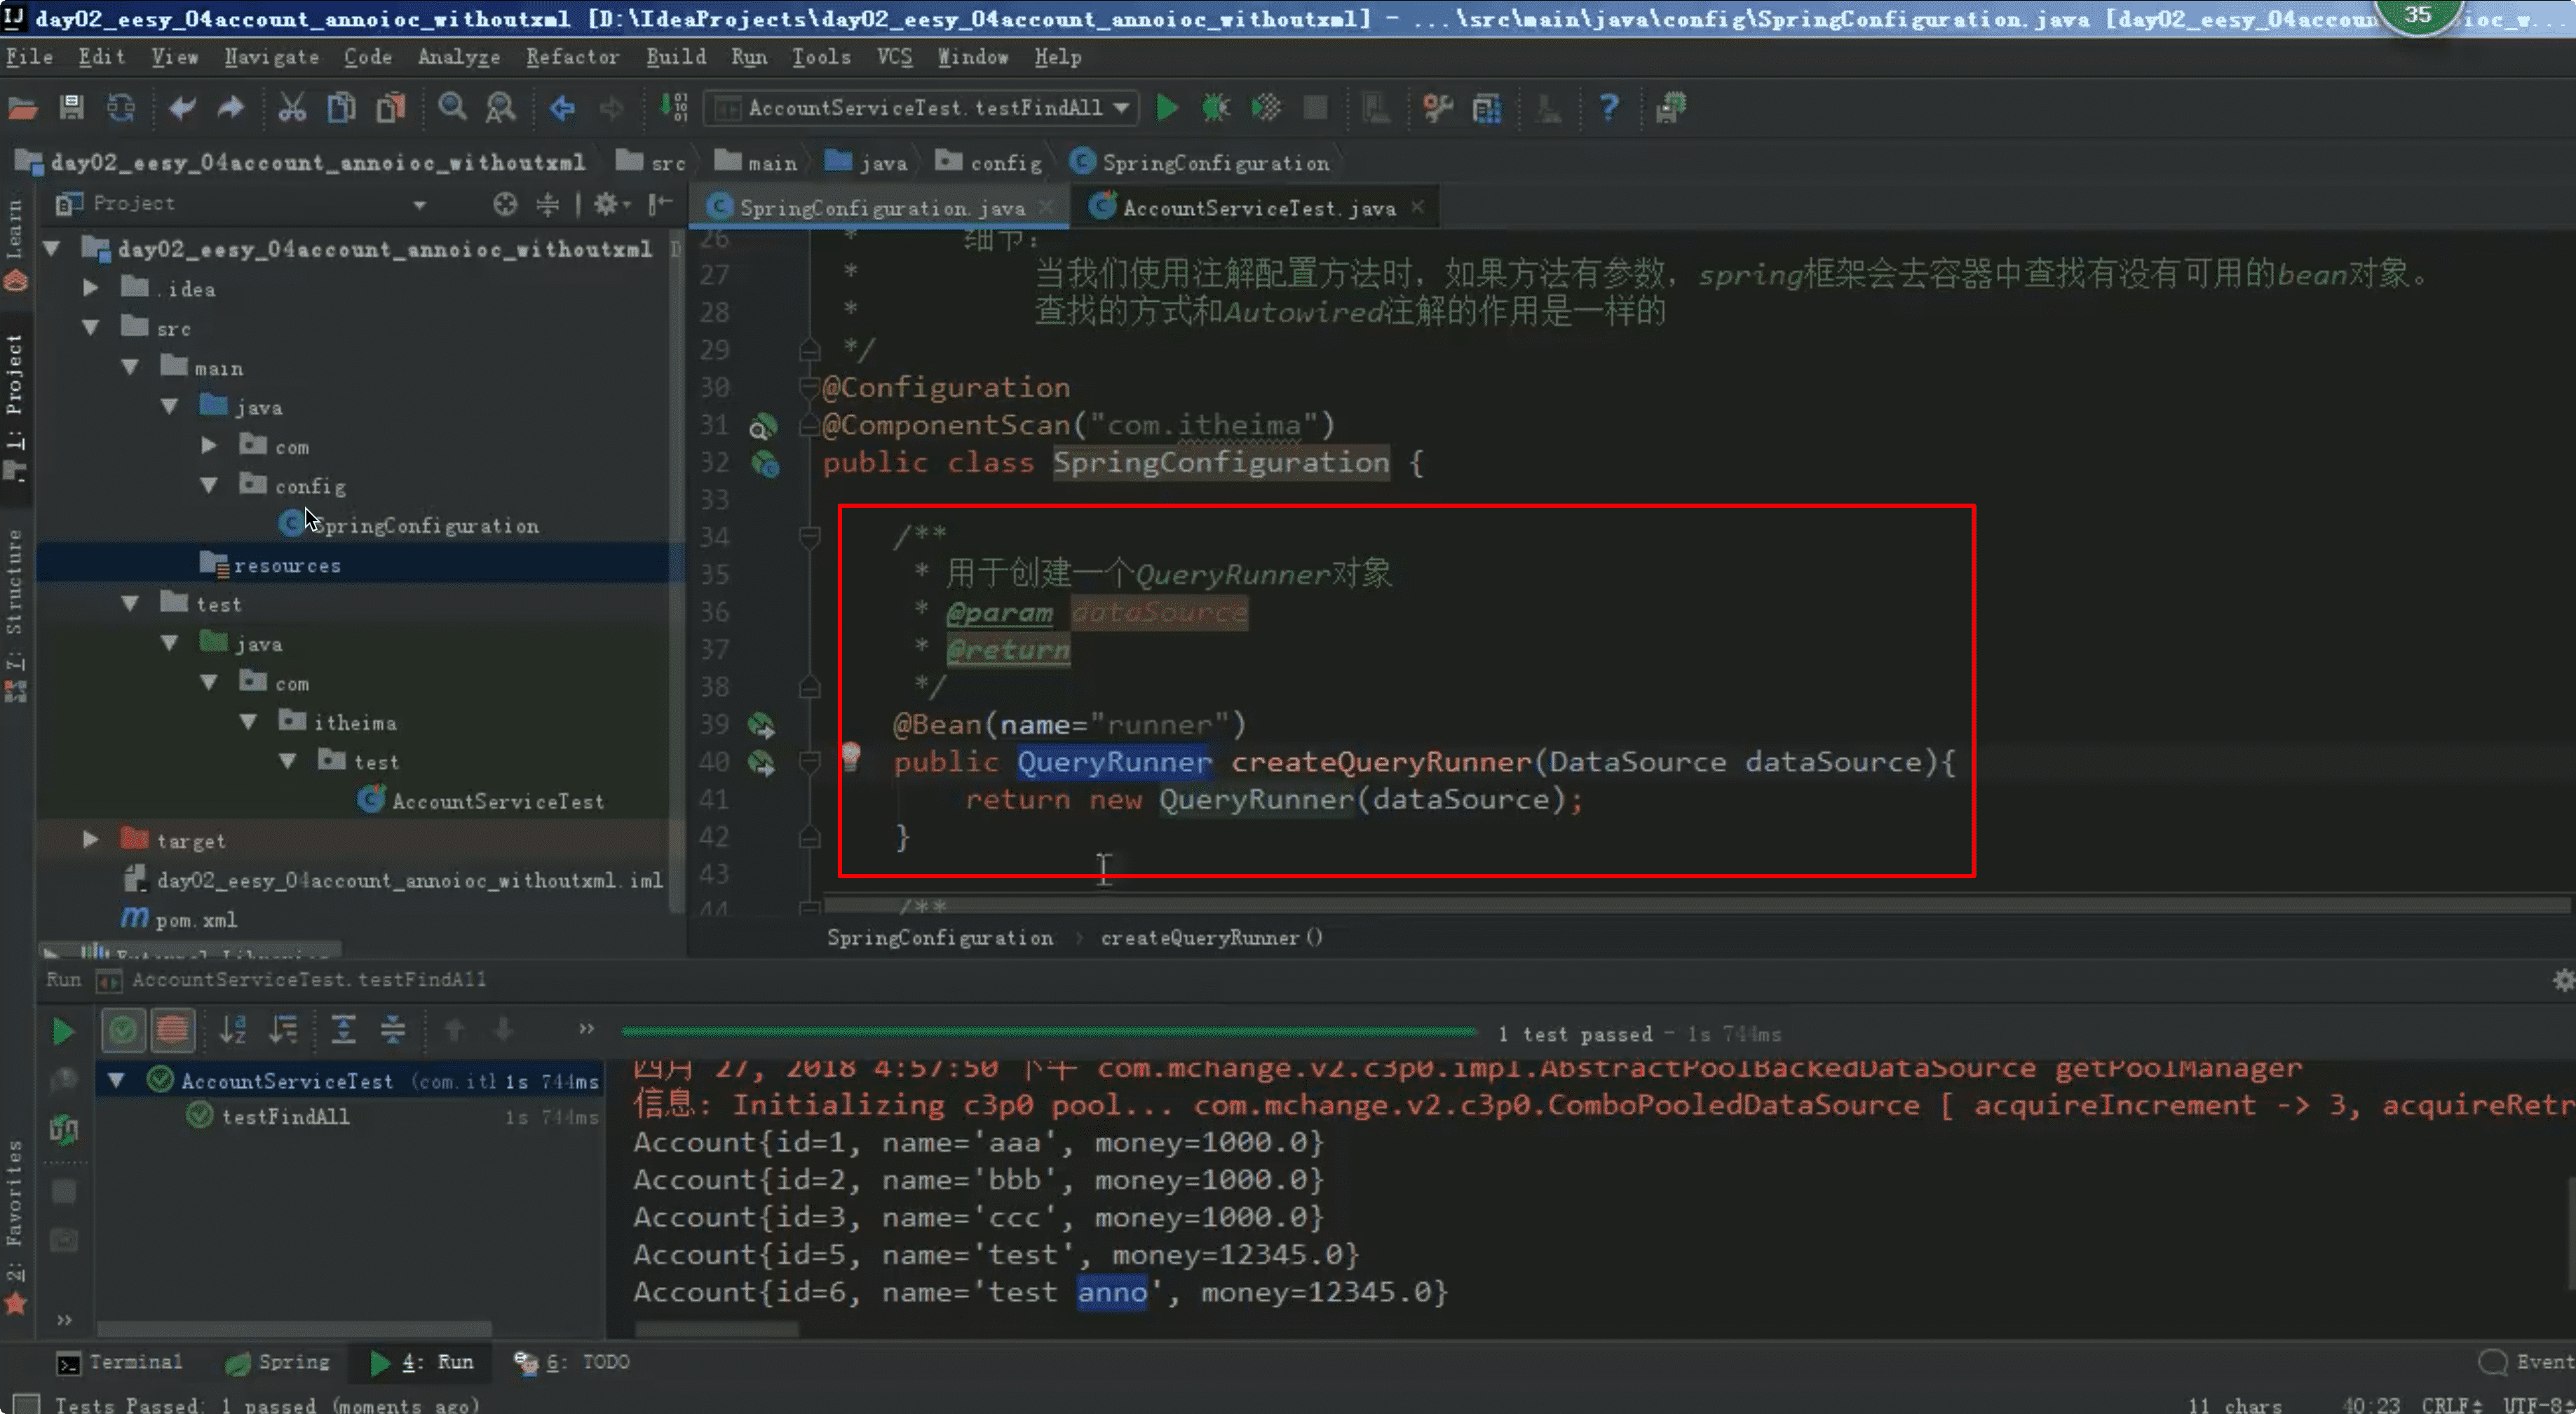 day02_eesy_04account_annoioc_withoutxml [D:\IdeaProjects\day02_eesy_04account_annoioc_withoutxml] - ...\src\main\java\config\SpringConfiguration.java [day02_eesy_04accoun
35
File Edit View Navigate Code Analyze Refactor Build Run Tools VCS Window Help
AccountServiceTest.testFindAll
day02_eesy_04account_annoioc_withoutxml src main java config SpringConfiguration
Project
SpringConfiguration.java
AccountServiceTest.java
Learn
1: Project
7: Structure
2: Favorites
day02_eesy_04account_annoioc_withoutxml
.idea
src
main
java
com
config
SpringConfiguration
resources
test
java
com
itheima
test
AccountServiceTest
target
day02_eesy_04account_annoioc_withoutxml.iml
pom.xml
External Libraries
26 * 细节:
27 * 当我们使用注解配置方法时，如果方法有参数，spring框架会去容器中查找有没有可用的bean对象。
28 * 查找的方式和Autowired注解的作用是一样的
29 */
30 @Configuration
31 @ComponentScan("com.itheima")
32 public class SpringConfiguration {
33
34 /**
35 * 用于创建一个QueryRunner对象
36 * @param dataSource
37 * @return
38 */
39 @Bean(name="runner")
40 public QueryRunner createQueryRunner(DataSource dataSource){
41 return new QueryRunner(dataSource);
42 }
43
44 /**
SpringConfiguration › createQueryRunner()
Run AccountServiceTest.testFindAll
1 test passed - 1s 744ms
AccountServiceTest (com.itl 1s 744ms
testFindAll 1s 744ms
四月 27, 2018 4:57:50 下午 com.mchange.v2.c3p0.impl.AbstractPoolBackedDataSource getPoolManager
信息: Initializing c3p0 pool... com.mchange.v2.c3p0.ComboPooledDataSource [ acquireIncrement -> 3, acquireRetr
Account{id=1, name='aaa', money=1000.0}
Account{id=2, name='bbb', money=1000.0}
Account{id=3, name='ccc', money=1000.0}
Account{id=5, name='test', money=12345.0}
Account{id=6, name='test anno', money=12345.0}
Terminal Spring 4: Run 6: TODO Event
Tests Passed: 1 passed (moments ago) 11 chars 40:23 CRLF UTF-8